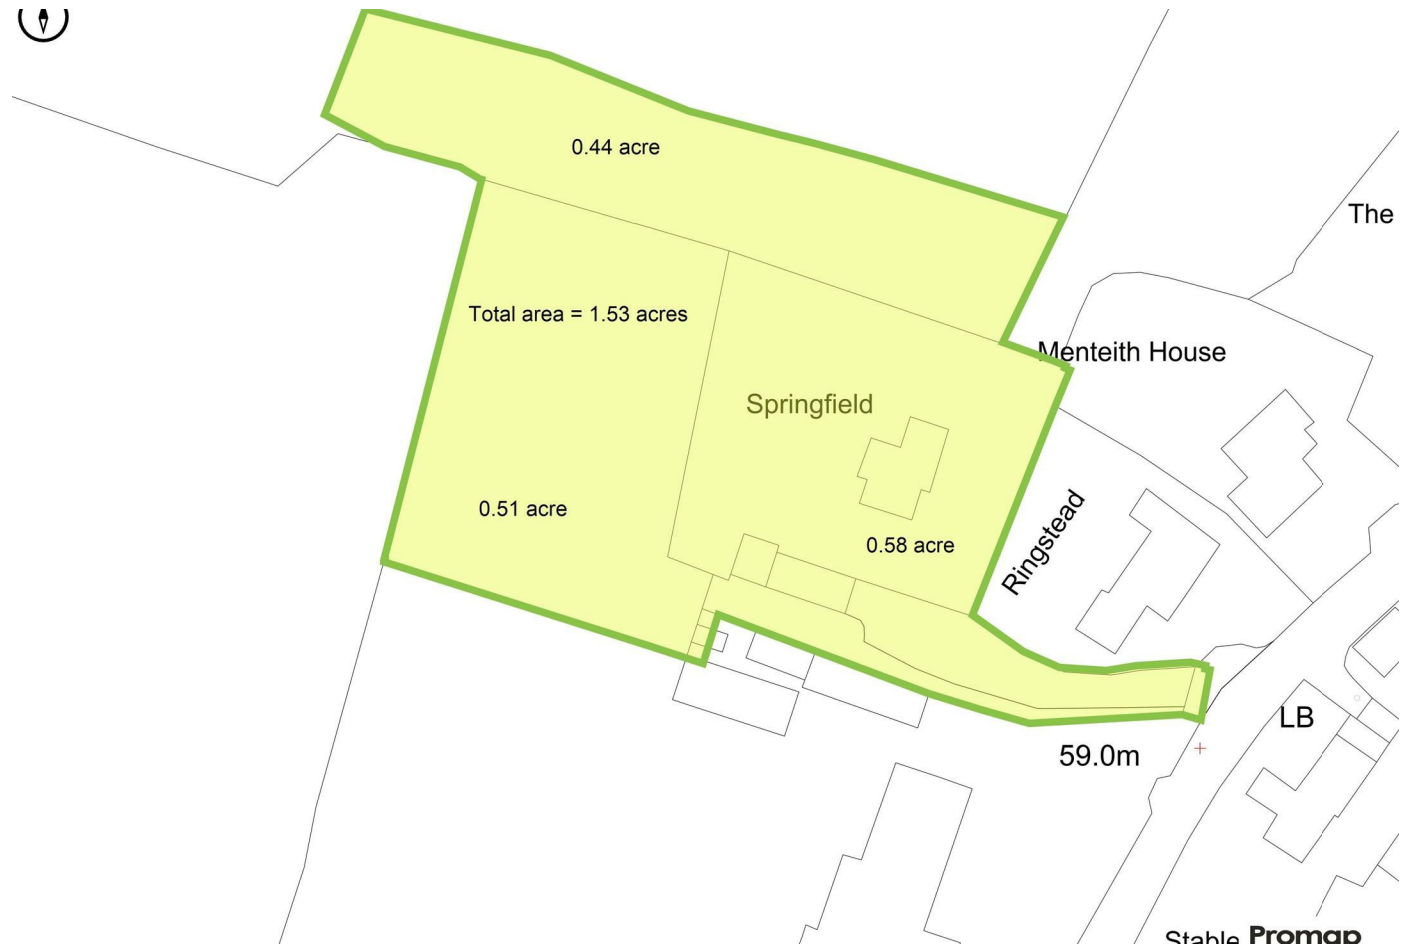 0.44 acre
The
Total area = 1.53 acres
Menteith House
Springfield
0.51 acre
0.58 acre
Ringstead
LB
59.0m
Stable
Promap